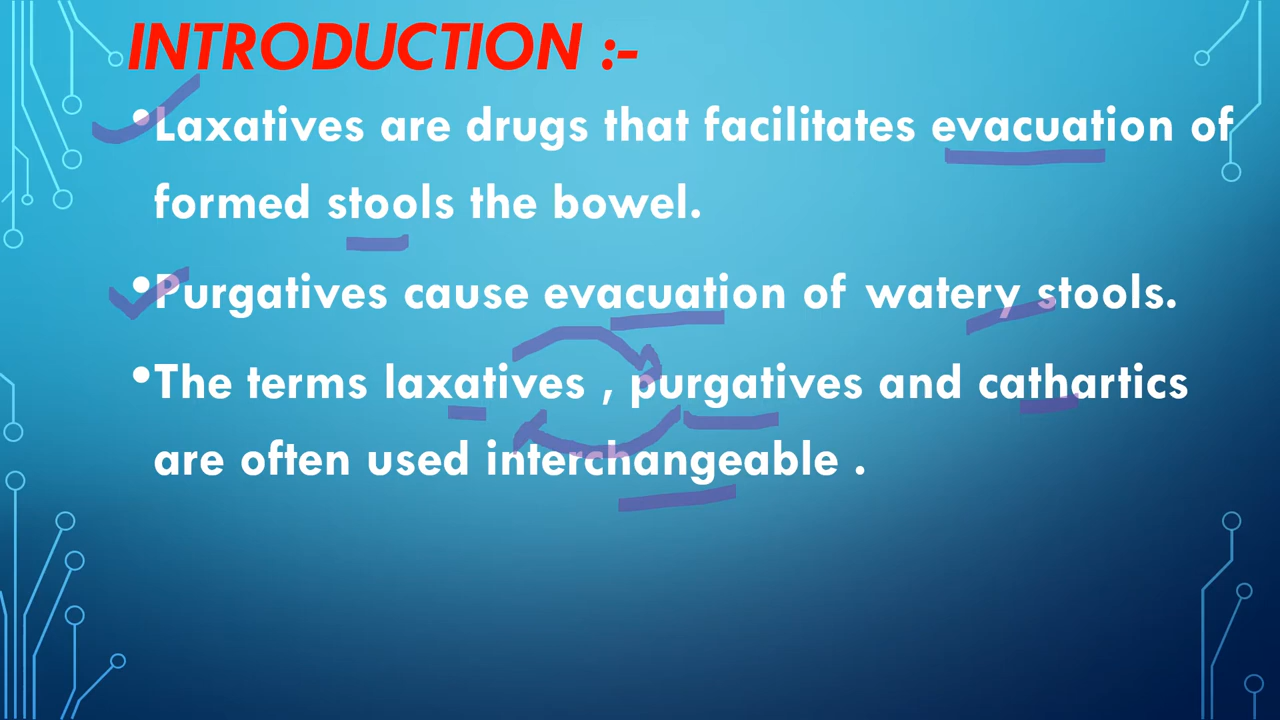 INTRODUCTION :-
•Laxatives are drugs that facilitates evacuation of
formed stools the bowel.
•Purgatives cause evacuation of watery stools.
•The terms laxatives , purgatives and cathartics
are often used interchangeable .